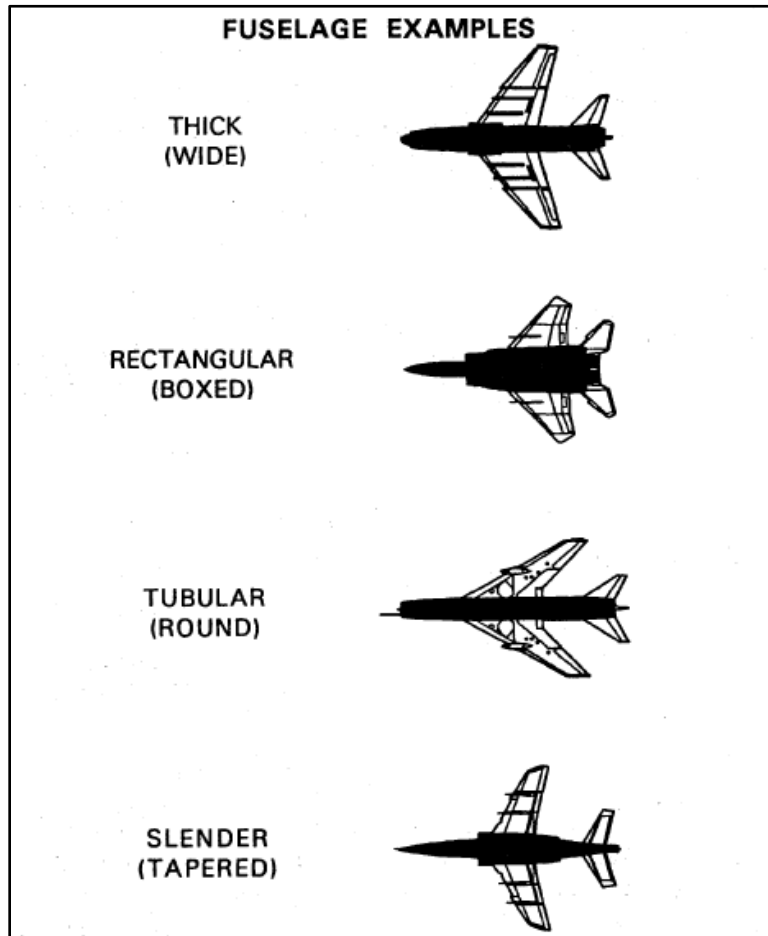 FUSELAGE EXAMPLES
THICK
(WIDE)
RECTANGULAR
(BOXED)
TUBULAR
(ROUND)
SLENDER
(TAPERED)